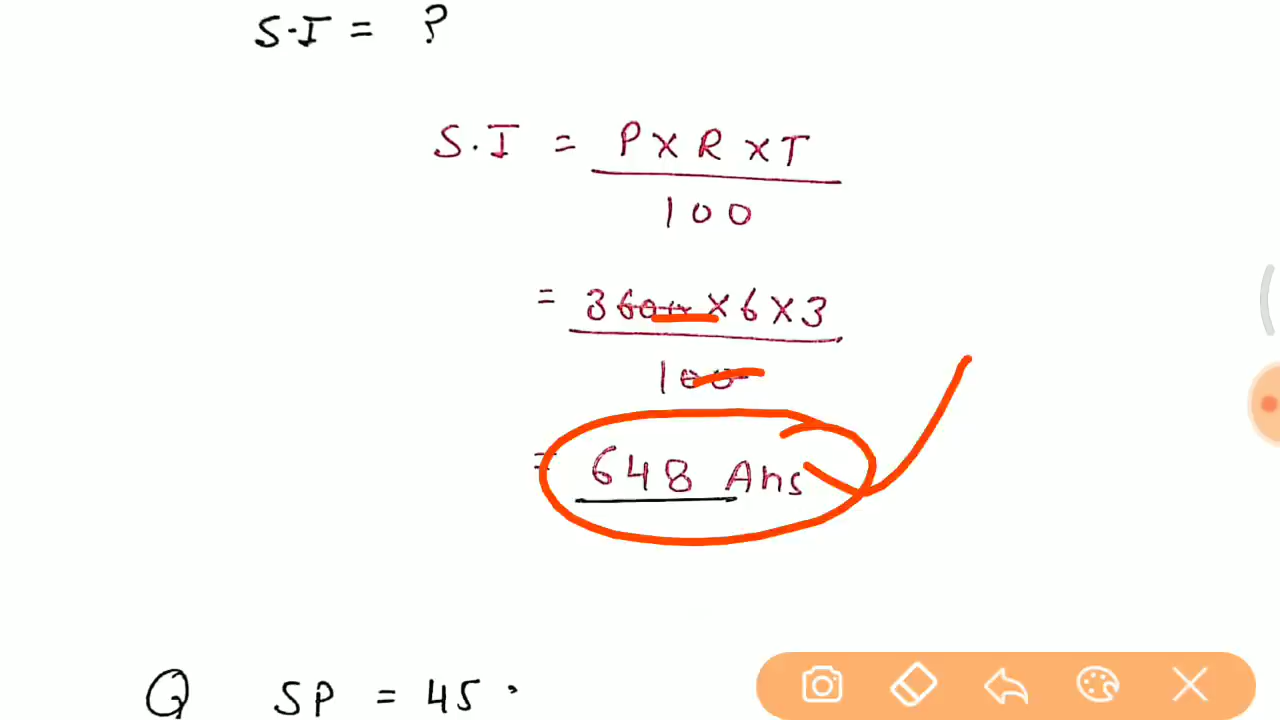 S.I = ?
S.I = P X R X T
100
= 3600 X 6 X 3
100
= 648 Ans
Q SP = 45